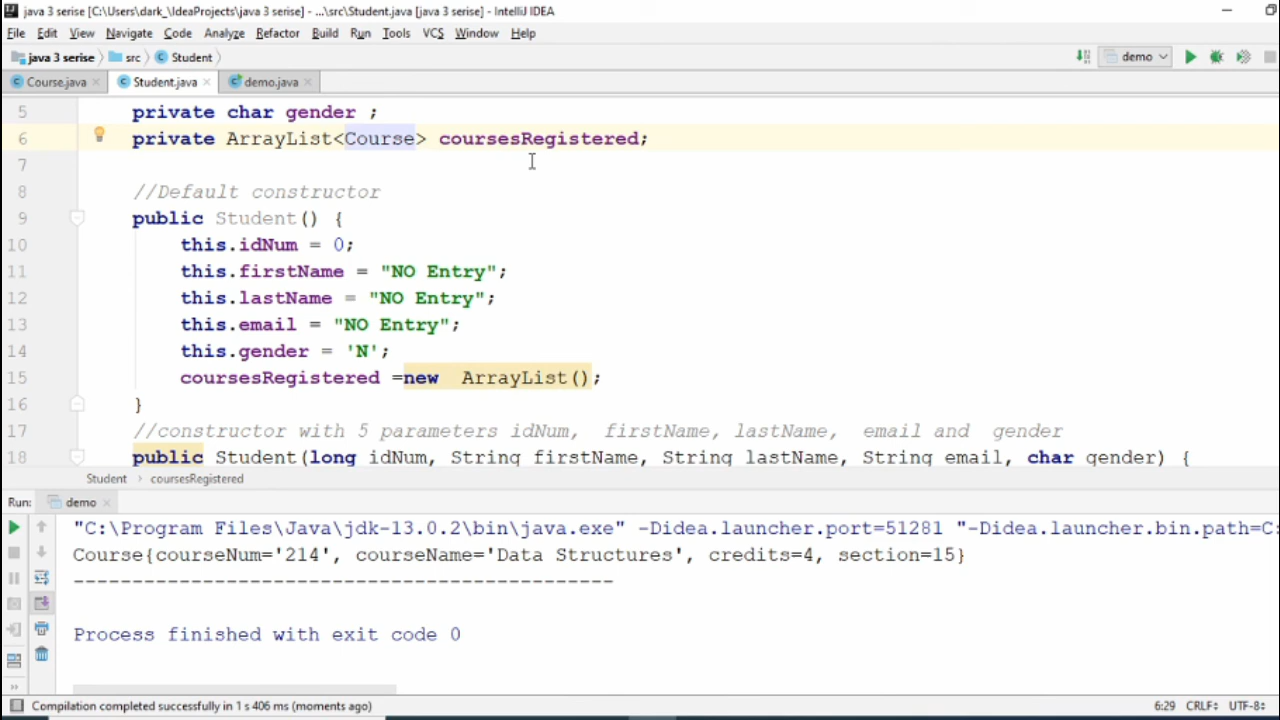 java 3 serise [C:\Users\dark_\IdeaProjects\java 3 serise] - ...\src\Student.java [java 3 serise] - IntelliJ IDEA
File Edit View Navigate Code Analyze Refactor Build Run Tools VCS Window Help
java 3 serise src Student demo
Course.java Student.java demo.java
5 private char gender ;
6 private ArrayList<Course> coursesRegistered;
7
8 //Default constructor
9 public Student() {
10 this.idNum = 0;
11 this.firstName = "NO Entry";
12 this.lastName = "NO Entry";
13 this.email = "NO Entry";
14 this.gender = 'N';
15 coursesRegistered =new  ArrayList();
16 }
17 //constructor with 5 parameters idNum,  firstName, lastName,  email and  gender
18 public Student(long idNum, String firstName, String lastName, String email, char gender) {
Student coursesRegistered
Run: demo
"C:\Program Files\Java\jdk-13.0.2\bin\java.exe" -Didea.launcher.port=51281 "-Didea.launcher.bin.path=C:
Course{courseNum='214', courseName='Data Structures', credits=4, section=15}
----------------------------------------------
Process finished with exit code 0
Compilation completed successfully in 1 s 406 ms (moments ago) 6:29 CRLF UTF-8